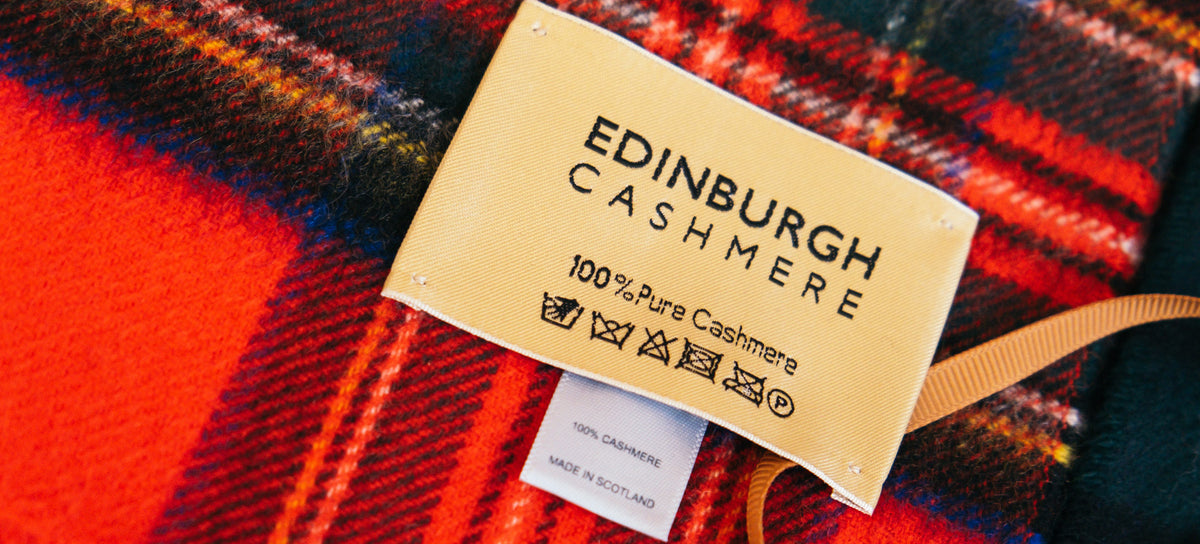 EDINBURGH
CASHMERE
100% Pure Cashmere
P
100% CASHMERE
MADE IN SCOTLAND